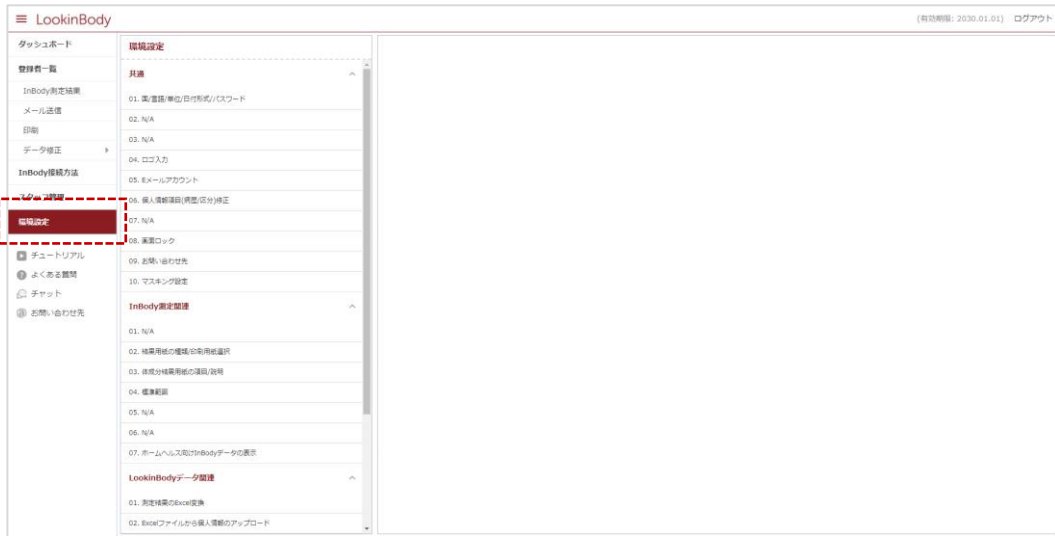 LookinBody
(有効期限: 2030.01.01) ログアウト
ダッシュボード
登録者一覧
InBody測定結果
メール送信
印刷
データ修正
InBody接続方法
スタッフ管理
環境設定
チュートリアル
よくある質問
チャット
お問い合わせ先
環境設定
共通
01. 国/言語/単位/日付形式/パスワード
02. N/A
03. N/A
04. ロゴ入力
05. Eメールアカウント
06. 個人情報項目(病歴/区分)修正
07. N/A
08. 画面ロック
09. お問い合わせ先
10. マスキング設定
InBody測定関連
01. N/A
02. 結果用紙の種類/印刷用紙選択
03. 体成分結果用紙の項目/説明
04. 標準範囲
05. N/A
06. N/A
07. ホームヘルス向けInBodyデータの表示
LookinBodyデータ関連
01. 測定結果のExcel変換
02. Excelファイルから個人情報のアップロード